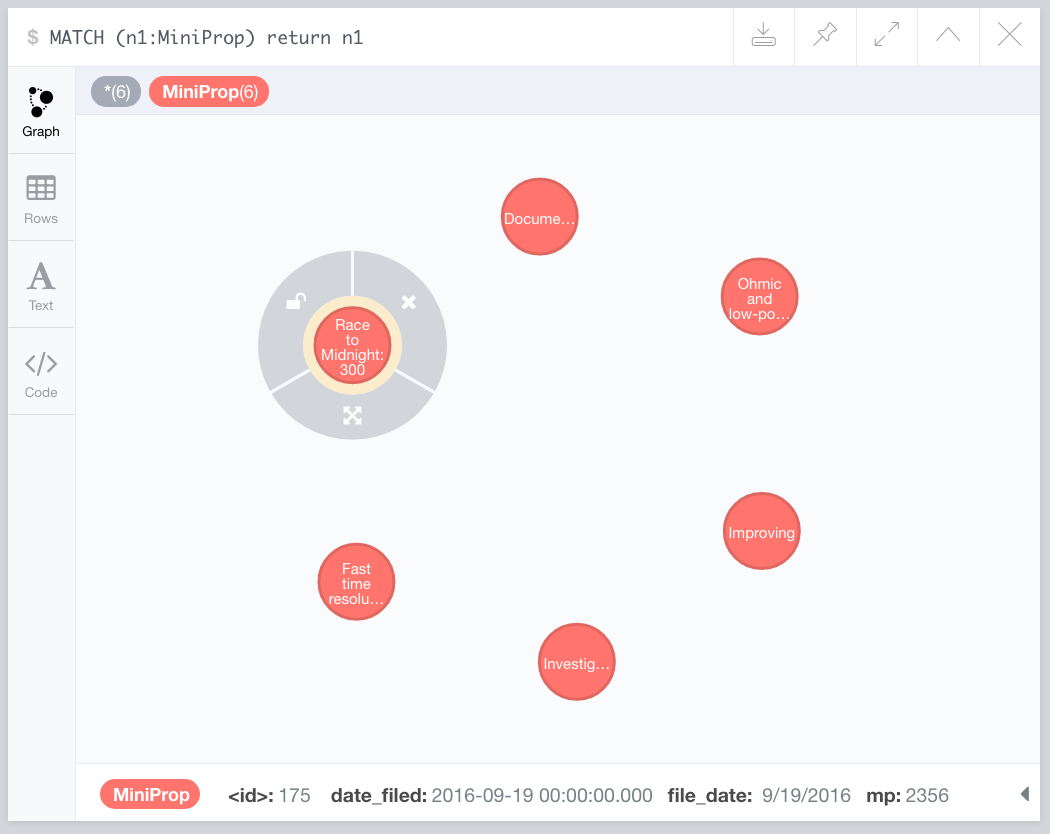 $ MATCH (n1:MiniProp) return n1
*(6) MiniProp(6)
Graph
Rows
Text
Code
Docume…
Ohmic
and
low-po…
Race
to
Midnight:
300
Improving
Fast
time
resolu…
Investig…
MiniProp <id>: 175 date_filed: 2016-09-19 00:00:00.000 file_date: 9/19/2016 mp: 2356